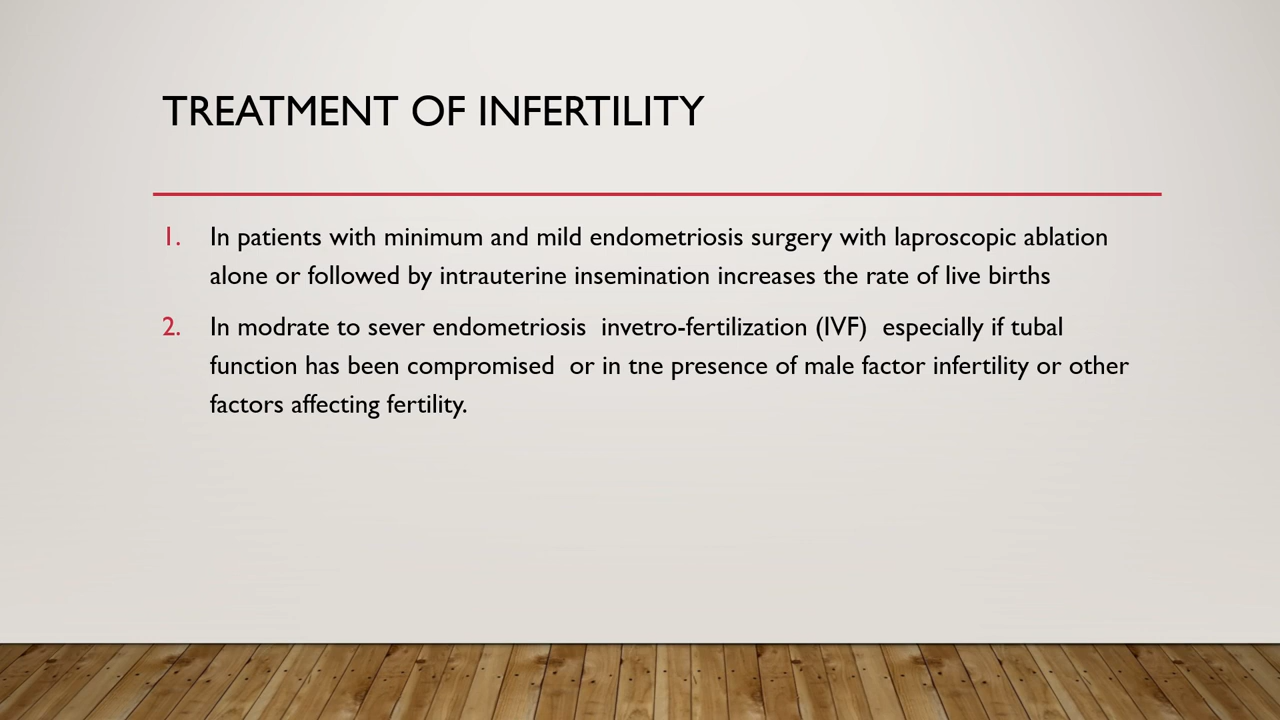 TREATMENT OF INFERTILITY
1. In patients with minimum and mild endometriosis surgery with laproscopic ablation
alone or followed by intrauterine insemination increases the rate of live births
2. In modrate to sever endometriosis  invetro-fertilization (IVF)  especially if tubal
function has been compromised  or in tne presence of male factor infertility or other
factors affecting fertility.